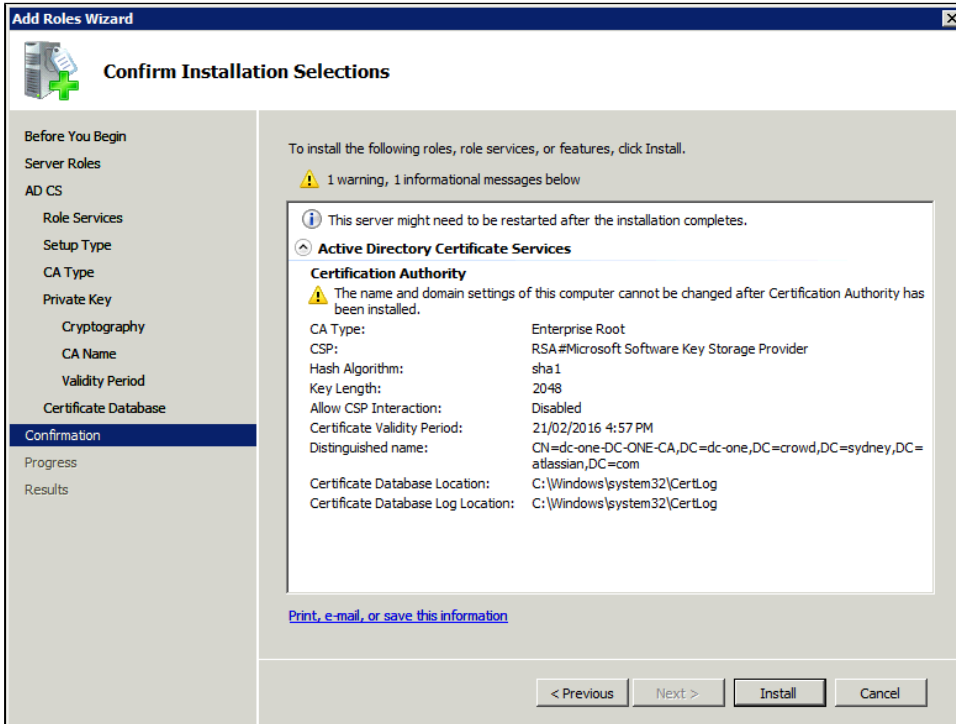 Add Roles Wizard
Confirm Installation Selections
Before You Begin
Server Roles
AD CS
Role Services
Setup Type
CA Type
Private Key
Cryptography
CA Name
Validity Period
Certificate Database
Confirmation
Progress
Results
To install the following roles, role services, or features, click Install.
1 warning, 1 informational messages below
This server might need to be restarted after the installation completes.
Active Directory Certificate Services
Certification Authority
The name and domain settings of this computer cannot be changed after Certification Authority has
been installed.
CA Type: Enterprise Root
CSP: RSA#Microsoft Software Key Storage Provider
Hash Algorithm: sha1
Key Length: 2048
Allow CSP Interaction: Disabled
Certificate Validity Period: 21/02/2016 4:57 PM
Distinguished name: CN=dc-one-DC-ONE-CA,DC=dc-one,DC=crowd,DC=sydney,DC=
atlassian,DC=com
Certificate Database Location: C:\Windows\system32\CertLog
Certificate Database Log Location: C:\Windows\system32\CertLog
Print, e-mail, or save this information
< Previous
Next >
Install
Cancel